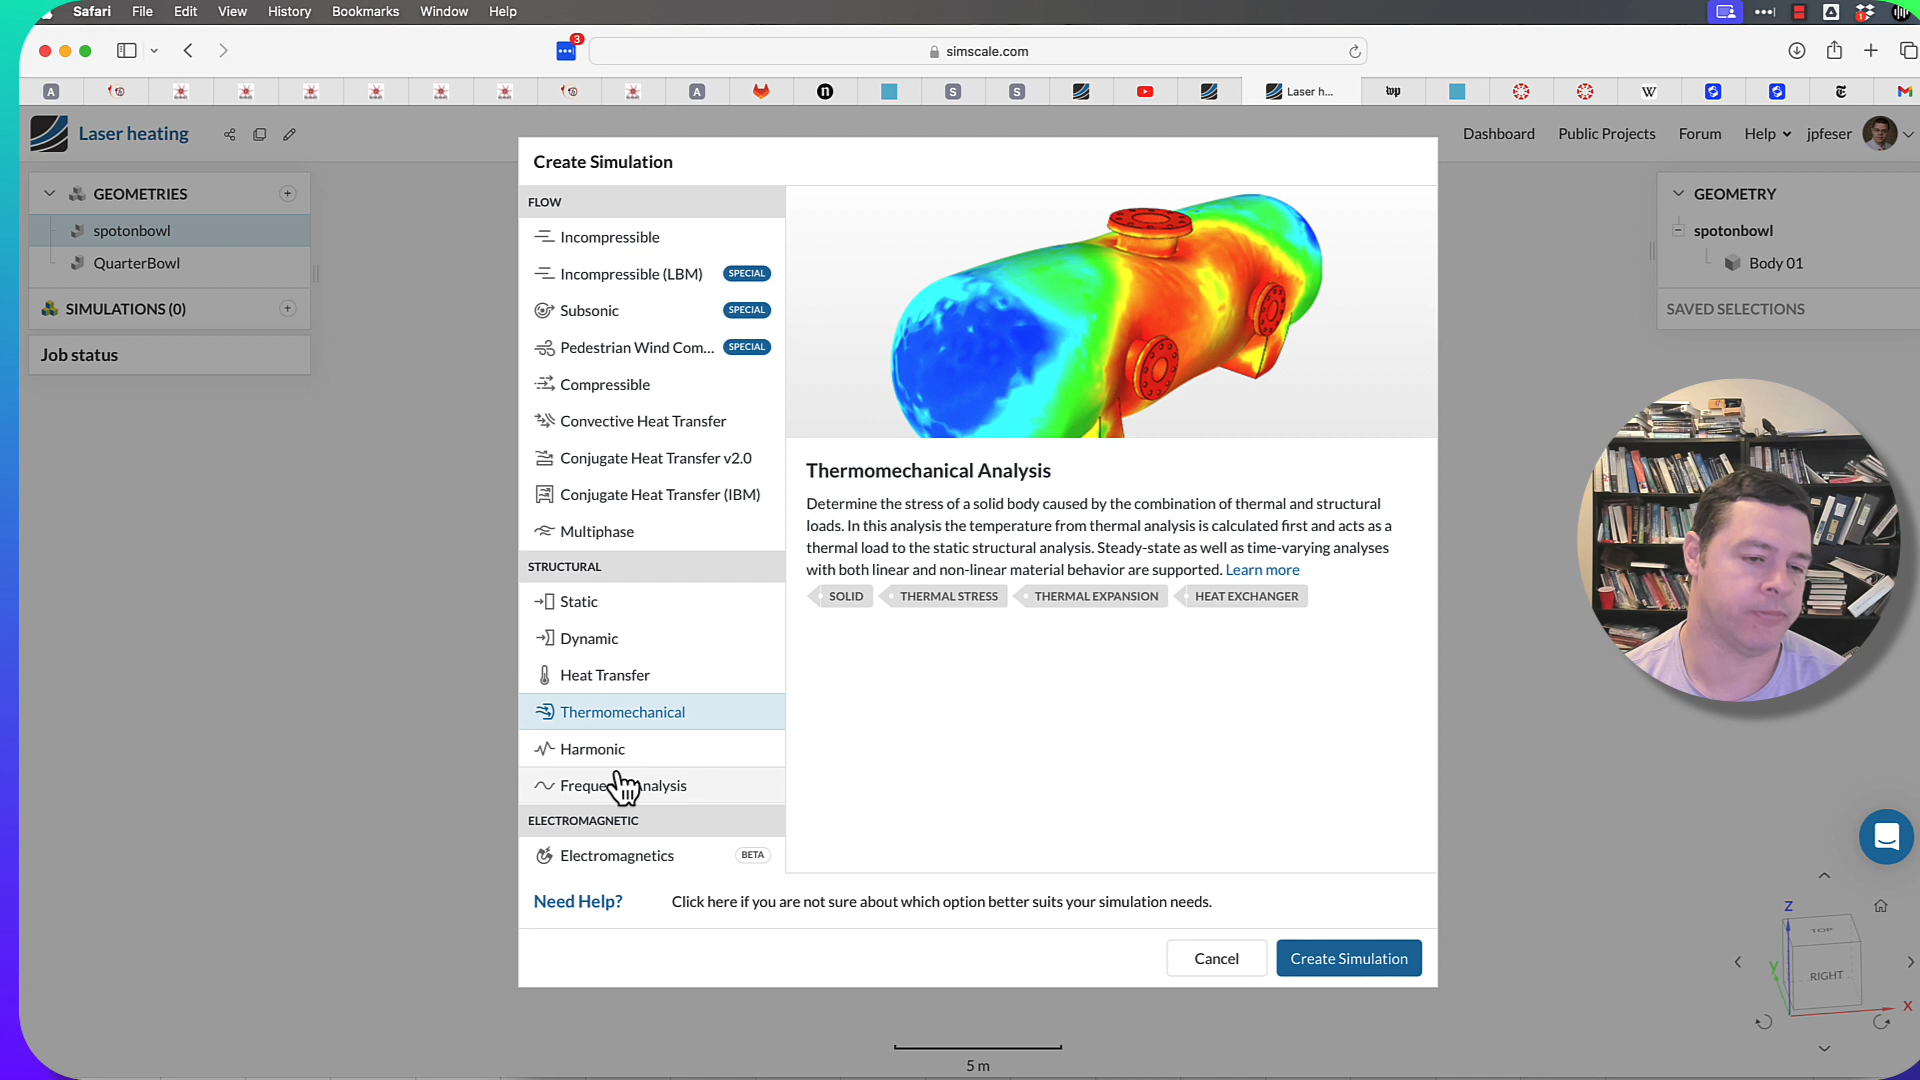 Safari File Edit View History Bookmarks Window Help
1
3
simscale.com
A n A S S Laser h... wp W
Laser heating
Dashboard Public Projects Forum Help jpfeser
Create Simulation
GEOMETRIES
spotonbowl
QuarterBowl
SIMULATIONS (0)
Job status
FLOW
Incompressible
Incompressible (LBM) SPECIAL
Subsonic SPECIAL
Pedestrian Wind Com... SPECIAL
Compressible
Convective Heat Transfer
Conjugate Heat Transfer v2.0
Conjugate Heat Transfer (IBM)
Multiphase
STRUCTURAL
Static
Dynamic
Heat Transfer
Thermomechanical
Harmonic
Freque nalysis
ELECTROMAGNETIC
Electromagnetics BETA
Thermomechanical Analysis
Determine the stress of a solid body caused by the combination of thermal and structural
loads. In this analysis the temperature from thermal analysis is calculated first and acts as a
thermal load to the static structural analysis. Steady-state as well as time-varying analyses
with both linear and non-linear material behavior are supported. Learn more
SOLID THERMAL STRESS THERMAL EXPANSION HEAT EXCHANGER
Need Help? Click here if you are not sure about which option better suits your simulation needs.
Cancel Create Simulation
GEOMETRY
spotonbowl
Body 01
SAVED SELECTIONS
Z
TOP
Y
RIGHT
X
5 m